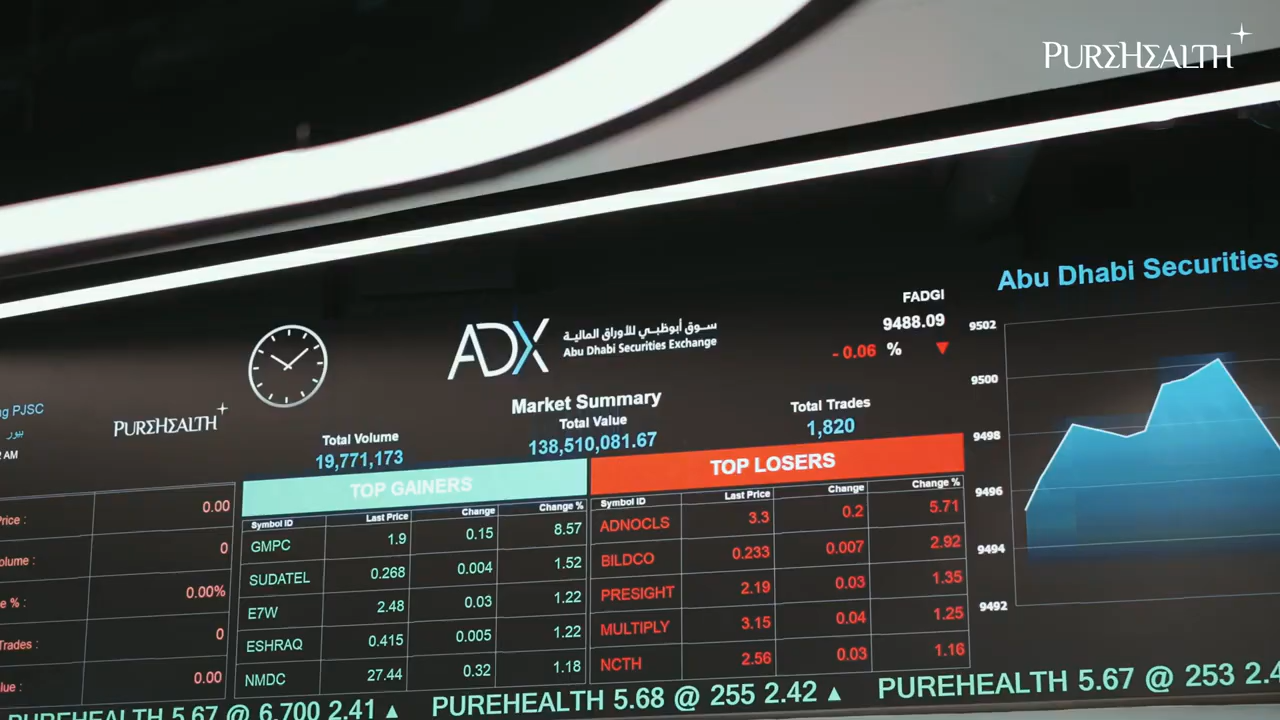 PUREHEALTH
Abu Dhabi Securities
FADGI
9488.09
- 0.06 %
ADX
سوق أبوظبي للأوراق المالية
Abu Dhabi Securities Exchange
ng PJSC
بيور
AM
PUREHEALTH
Market Summary
Total Volume
19,771,173
Total Value
138,510,081.67
Total Trades
1,820
Price : 0.00
olume : 0
e % : 0.00%
Trades : 0
lue : 0.00
TOP GAINERS
Symbol ID Last Price Change Change %
GMPC 1.9 0.15 8.57
SUDATEL 0.268 0.004 1.52
E7W 2.48 0.03 1.22
ESHRAQ 0.415 0.005 1.22
NMDC 27.44 0.32 1.18
TOP LOSERS
Symbol ID Last Price Change Change %
ADNOCLS 3.3 0.2 5.71
BILDCO 0.233 0.007 2.92
PRESIGHT 2.19 0.03 1.35
MULTIPLY 3.15 0.04 1.25
NCTH 2.56 0.03 1.16
9502
9500
9498
9496
9494
9492
PUREHEALTH 5.67 @ 6,700 2.41 ▲ PUREHEALTH 5.68 @ 255 2.42 ▲ PUREHEALTH 5.67 @ 253 2.4